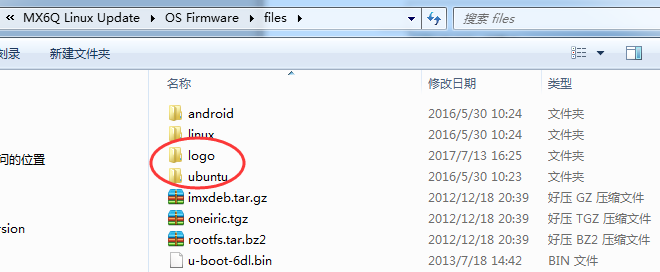 « MX6Q Linux Update ▸ OS Firmware ▸ files ▸
搜索 files
刻录 新建文件夹
名称 修改日期 类型
android 2016/5/30 10:24 文件夹
linux 2016/5/30 10:24 文件夹
问的位置 logo 2017/7/13 16:25 文件夹
ubuntu 2016/5/30 10:23 文件夹
imxdeb.tar.gz 2012/12/18 20:39 好压 GZ 压缩文件
oneiric.tgz 2012/12/18 20:39 好压 TGZ 压缩文件
ersion rootfs.tar.bz2 2012/12/18 20:39 好压 BZ2 压缩文件
u-boot-6dl.bin 2013/7/18 14:42 BIN 文件